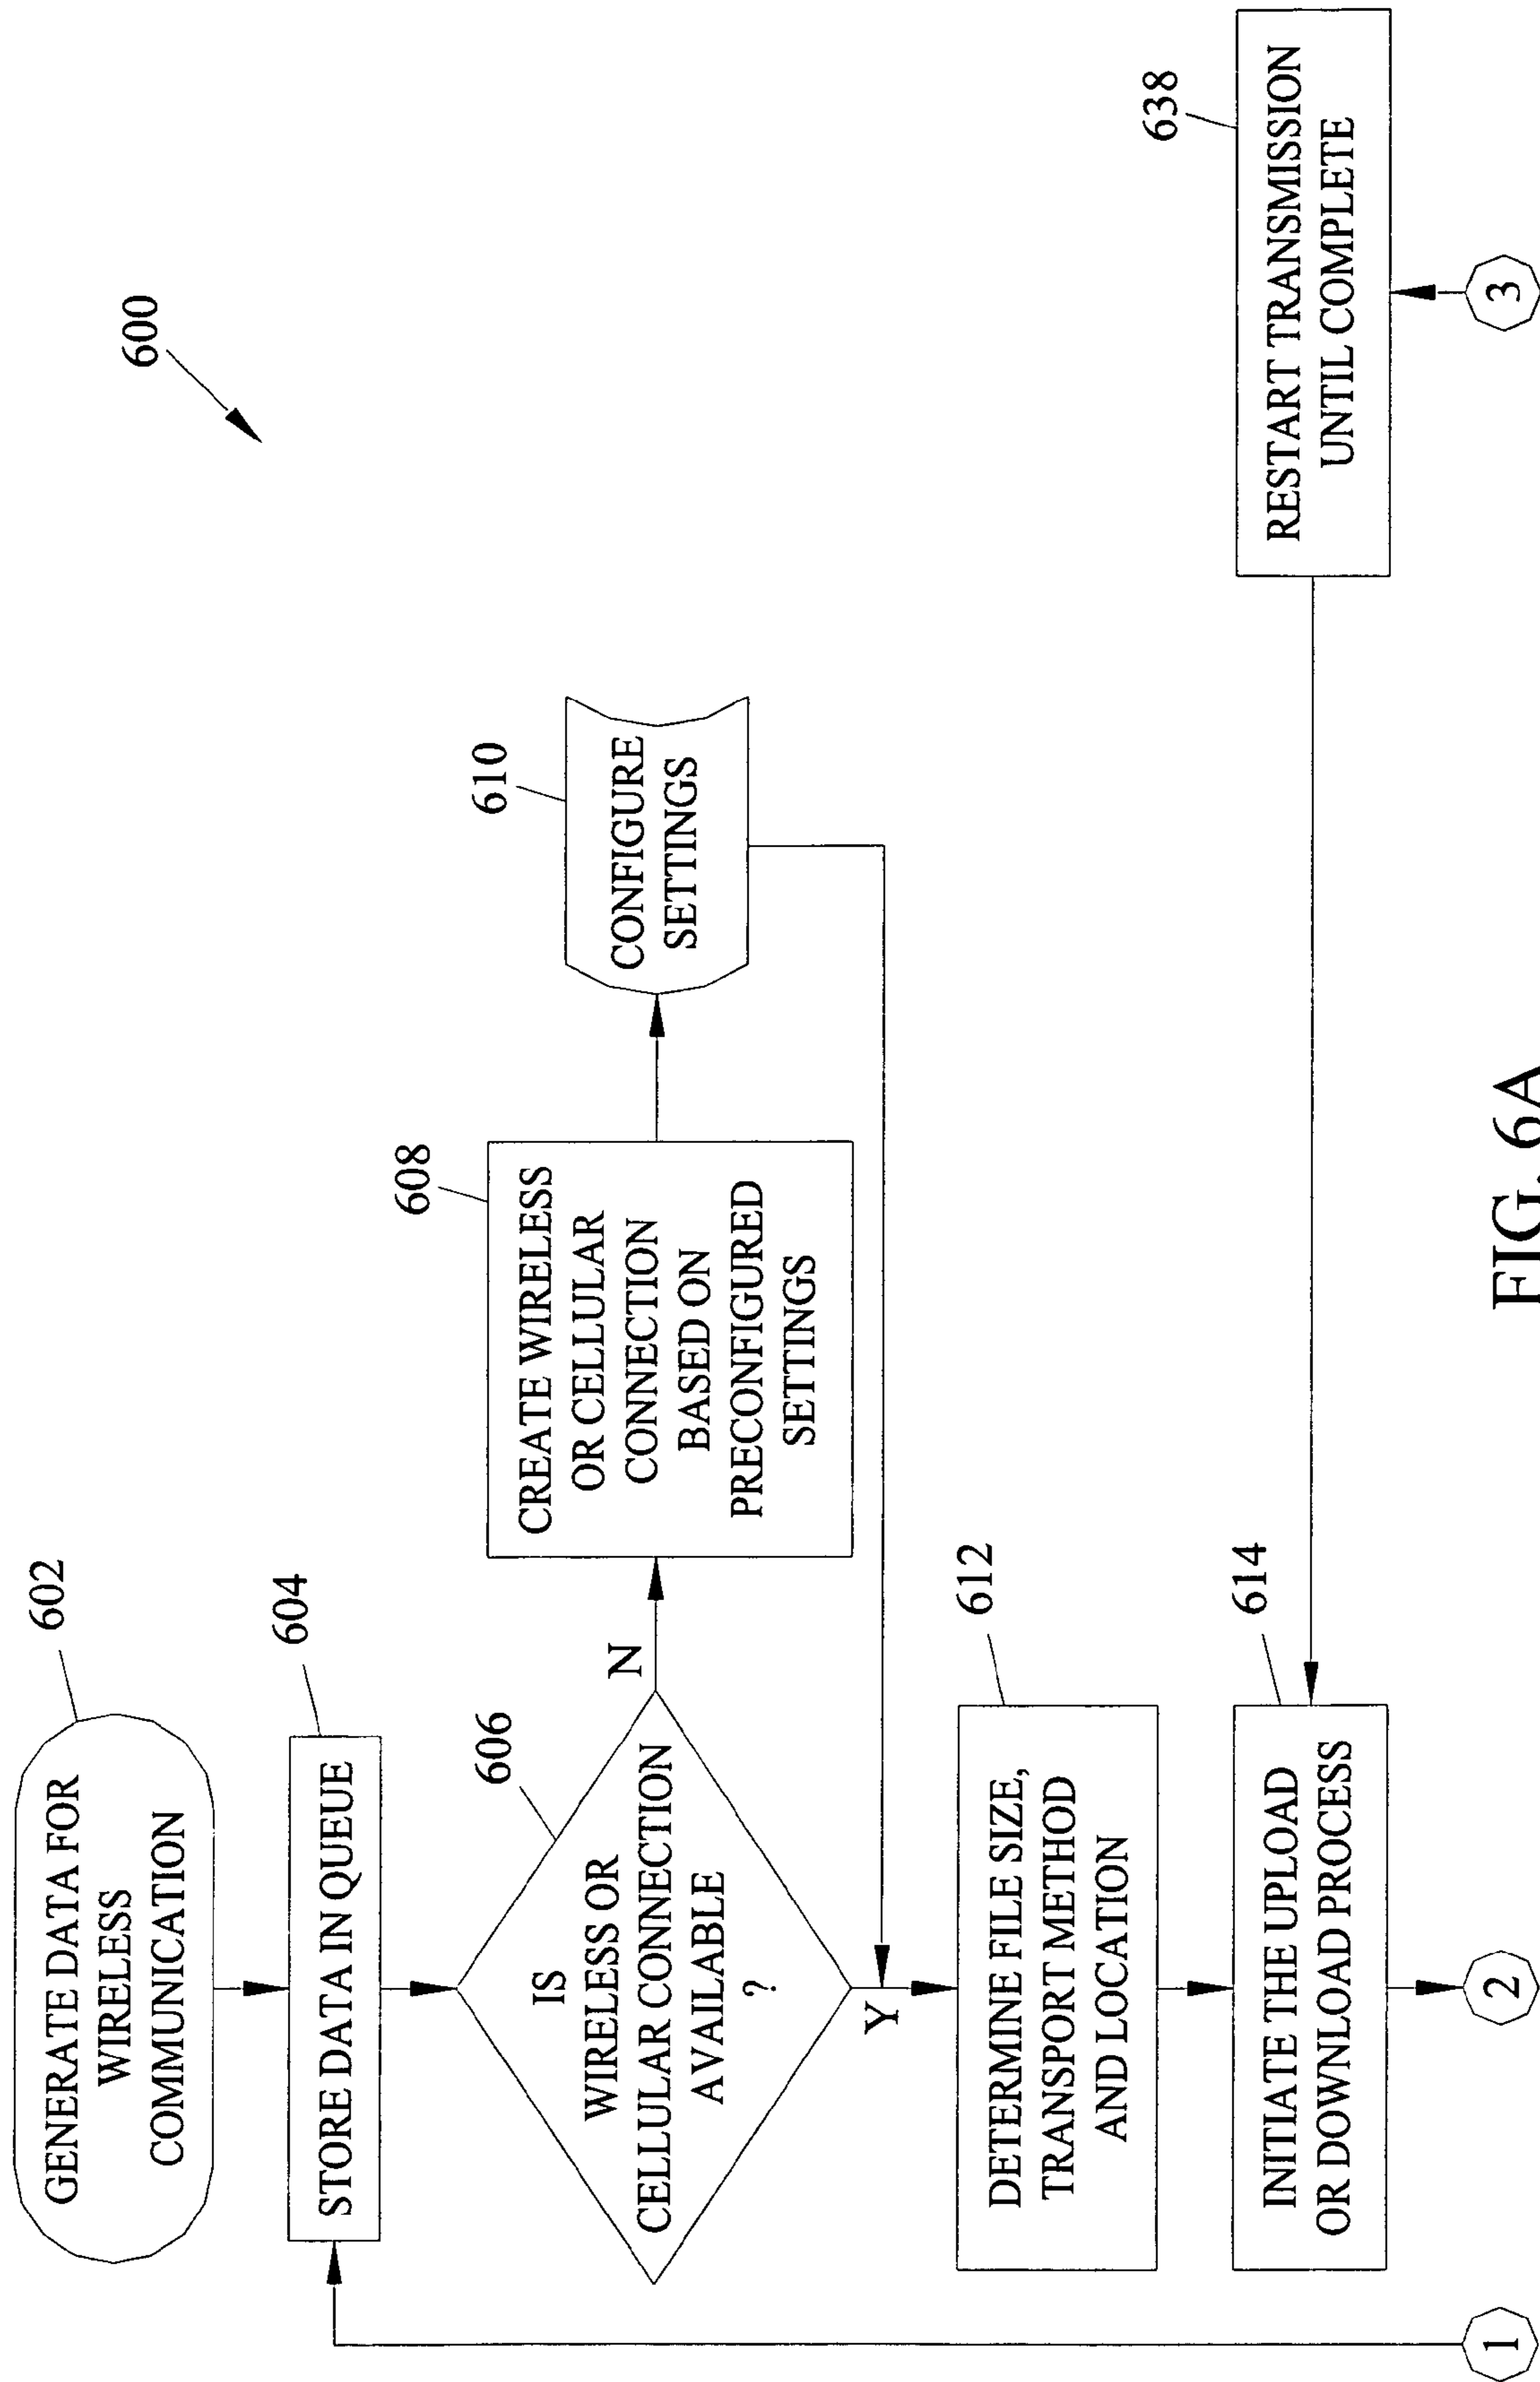 600
602
GENERATE DATA FOR
WIRELESS
COMMUNICATION
604
STORE DATA IN QUEUE
606
IS
WIRELESS OR
CELLULAR CONNECTION
AVAILABLE
?
N
Y
608
CREATE WIRELESS
OR CELLULAR
CONNECTION
BASED ON
PRECONFIGURED
SETTINGS
610
CONFIGURE
SETTINGS
612
DETERMINE FILE SIZE,
TRANSPORT METHOD
AND LOCATION
614
INITIATE THE UPLOAD
OR DOWNLOAD PROCESS
638
RESTART TRANSMISSION
UNTIL COMPLETE
1
2
3
FIG. 6A